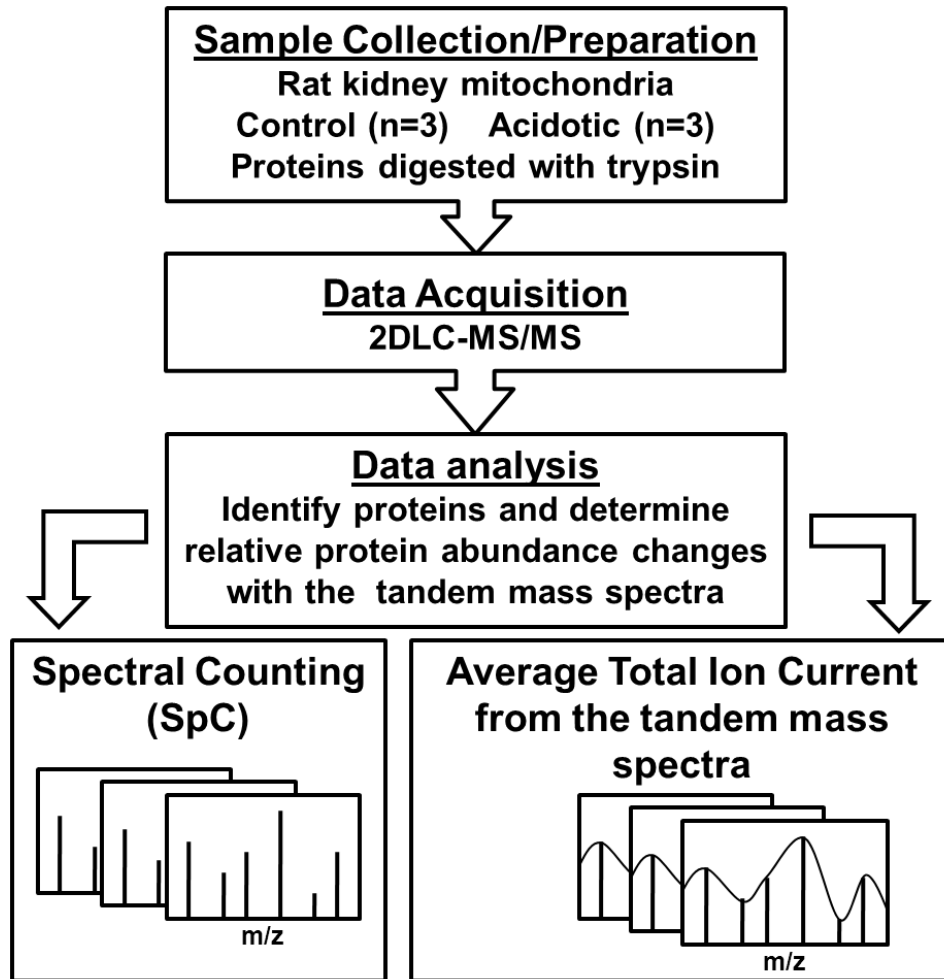 Sample Collection/Preparation
Rat kidney mitochondria
Control (n=3) Acidotic (n=3)
Proteins digested with trypsin
Data Acquisition
2DLC-MS/MS
Data analysis
Identify proteins and determine
relative protein abundance changes
with the tandem mass spectra
Spectral Counting
(SpC)
m/z
Average Total Ion Current
from the tandem mass
spectra
m/z